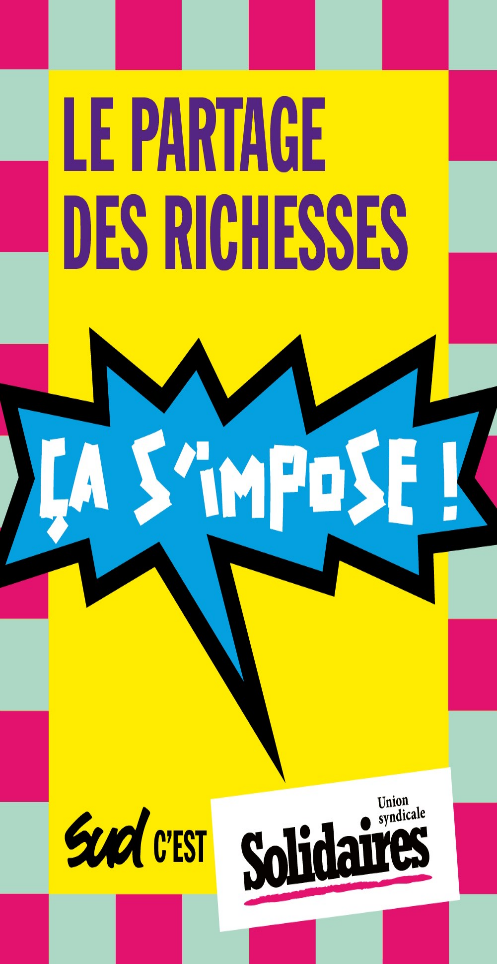 LE PARTAGE
DES RICHESSES
ÇA S'IMPOSE !
Sud C'EST
Union
syndicale
Solidaires